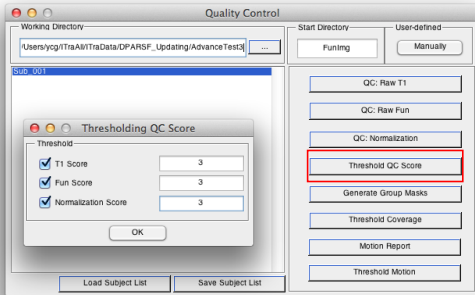 Quality Control
Working Directory
/Users/ycg/ITraAll/ITraData/DPARSF_Updating/AdvanceTest3
...
Start Directory
FunImg
User-defined
Manually
Sub_001
QC: Raw T1
QC: Raw Fun
QC: Normalization
Threshold QC Score
Generate Group Masks
Threshold Coverage
Motion Report
Threshold Motion
Thresholding QC Score
Threshold
T1 Score
3
Fun Score
3
Normalization Score
3
OK
Load Subject List
Save Subject List